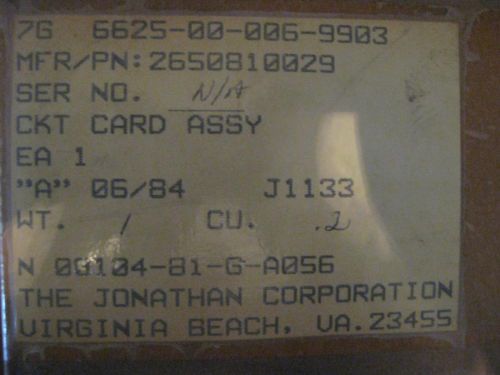 7G 6625-00-006-9903
MFR/PN:2650810029
SER NO. N/A
CKT CARD ASSY
EA 1
"A" 06/84 J1133
WT. 1 CU. .2
N 00104-81-G-A056
THE JONATHAN CORPORATION
VIRGINIA BEACH, VA.23455